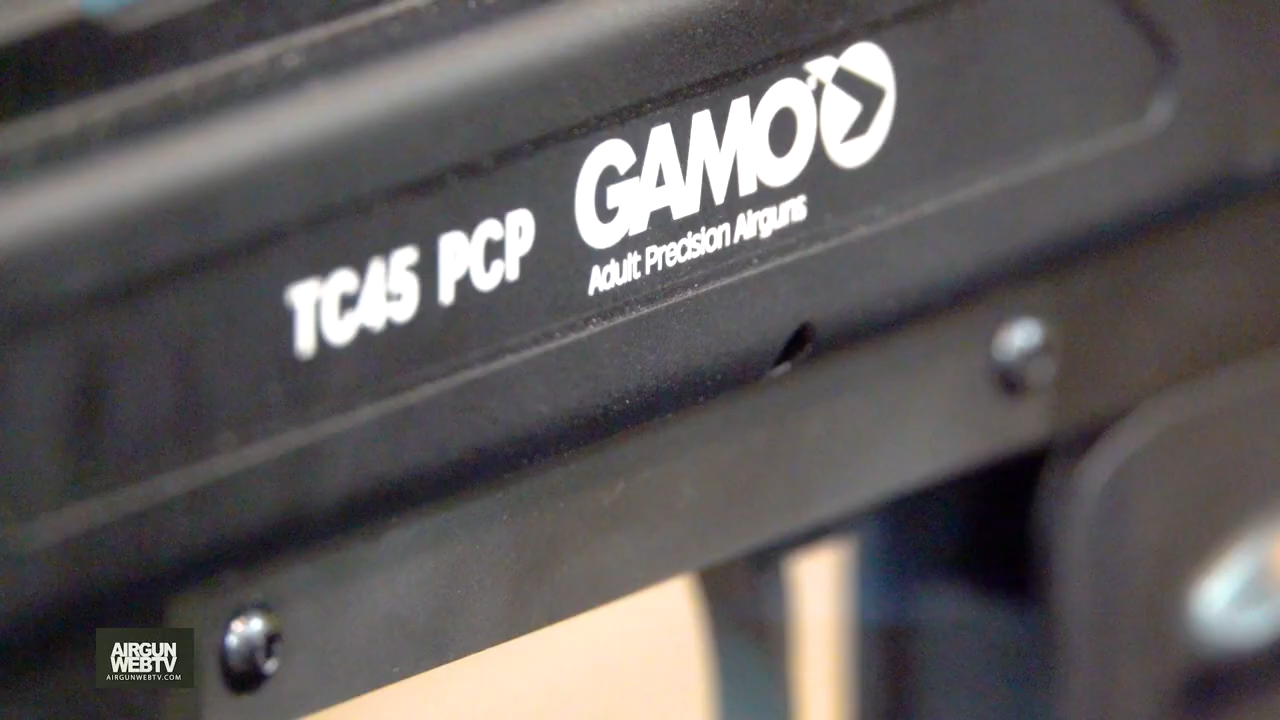 TC45 PCP GAMO
Adult Precision Airguns
AIRGUN
WEBTV
AIRGUNWEBTV.COM